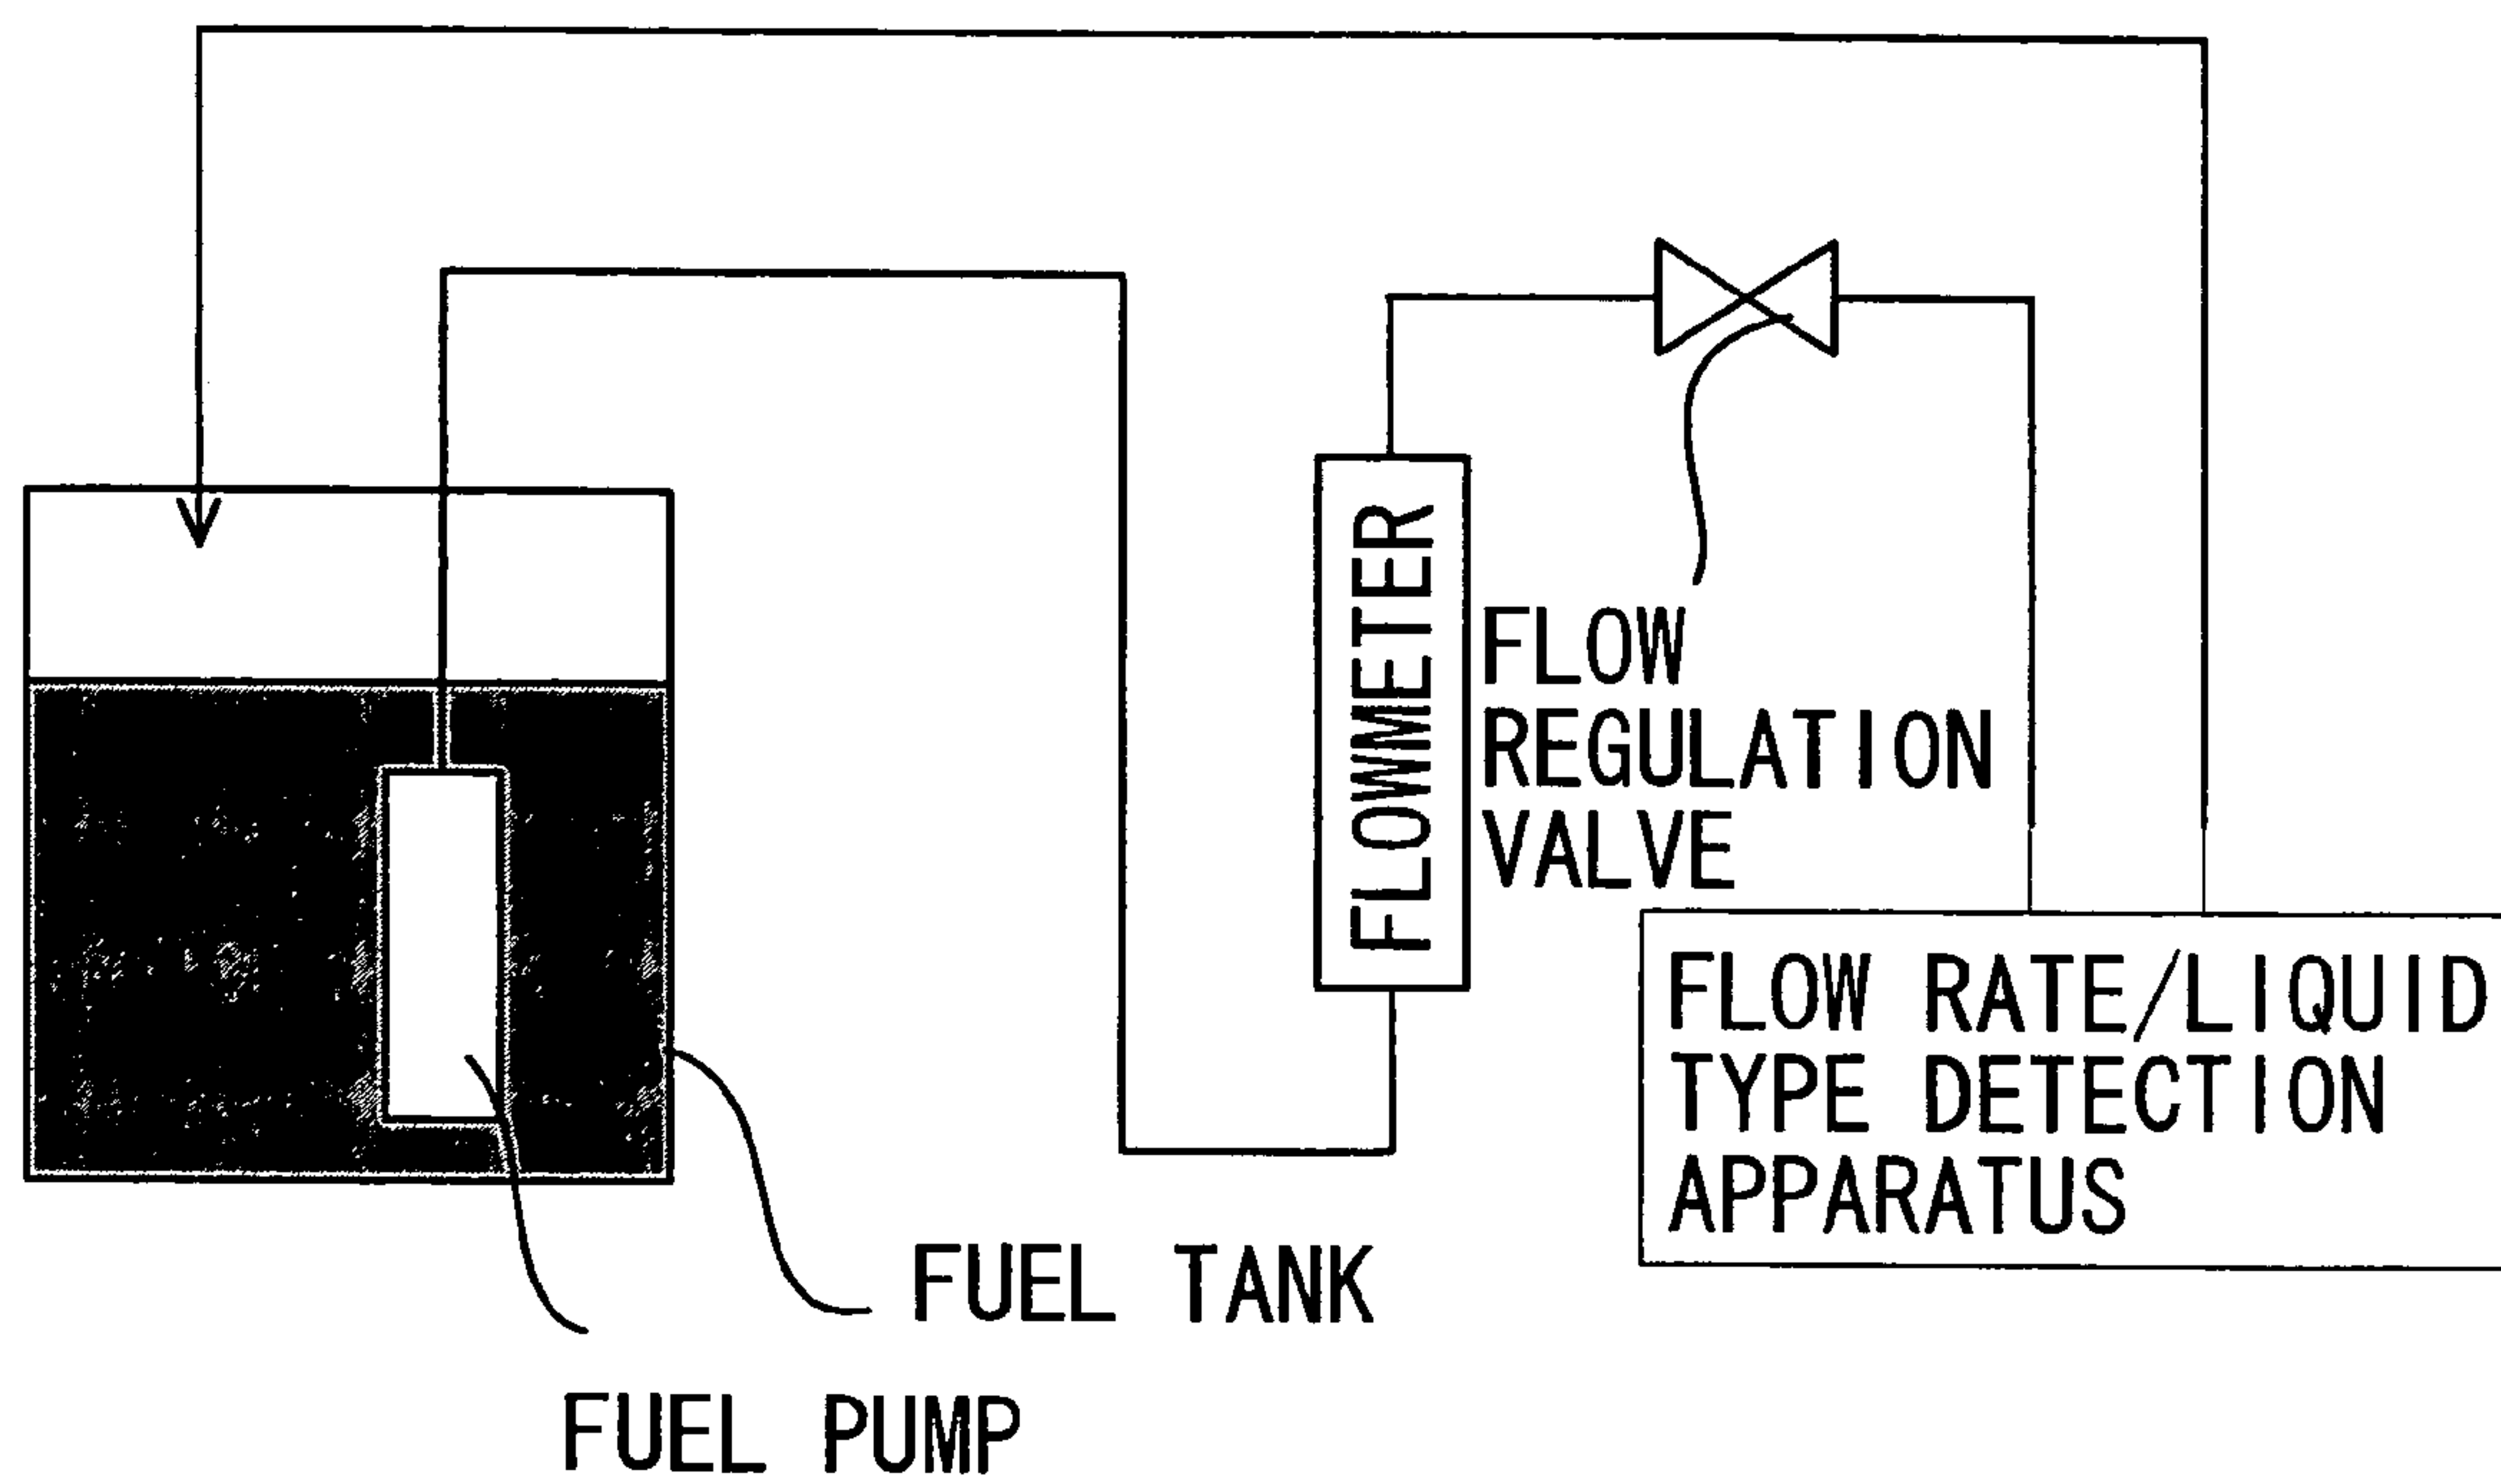 FLOWMETER
FLOW
REGULATION
VALVE
FLOW RATE/LIQUID
TYPE DETECTION
APPARATUS
FUEL TANK
FUEL PUMP